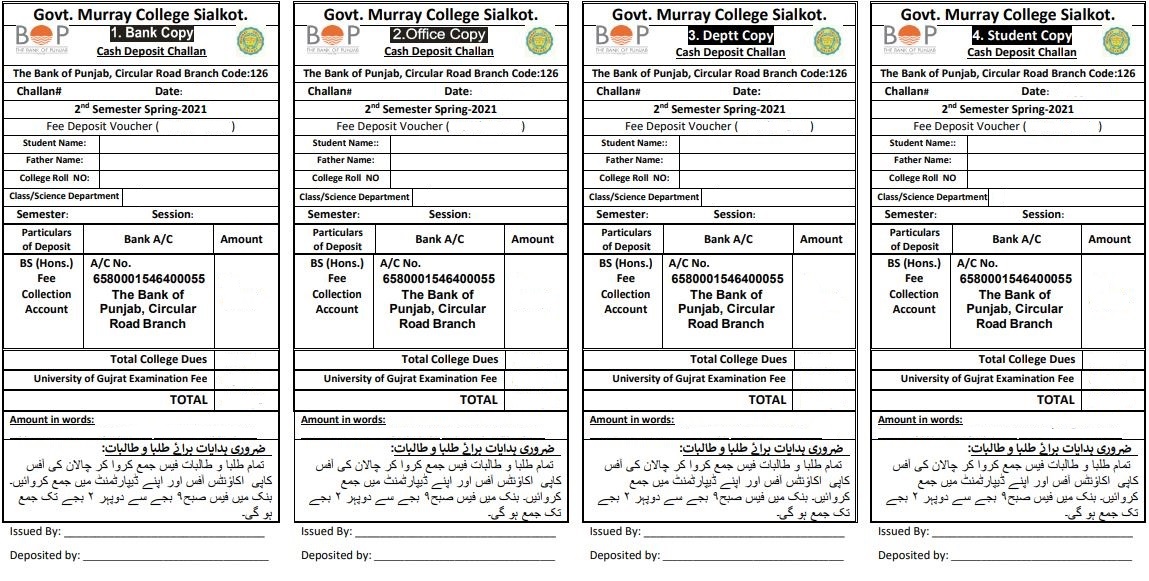 Govt. Murray College Sialkot.
BOP
THE BANK OF PUNJAB
1. Bank Copy
Cash Deposit Challan
The Bank of Punjab, Circular Road Branch Code:126
Challan# Date:
2nd Semester Spring-2021
Fee Deposit Voucher ( )
Student Name:
Father Name:
College Roll NO:
Class/Science Department
Semester: Session:
Particulars of Deposit Bank A/C Amount
BS (Hons.) A/C No.
Fee 6580001546400055
Collection The Bank of
Account Punjab, Circular
Road Branch
Total College Dues
University of Gujrat Examination Fee
TOTAL
Amount in words:
ضروری ہدایات برائے طلبا و طالبات:
تمام طلبا و طالبات فیس جمع کروا کر چالان کی آفس
کاپی اکاؤنٹس آفس اور اپنے ڈیپارٹمنٹ میں جمع کروائیں۔
بنک میں فیس صبح۹ بجے سے دوپہر ۲ بجے تک جمع
ہو گی۔
Issued By:
Deposited by:
Govt. Murray College Sialkot.
BOP
THE BANK OF PUNJAB
2.Office Copy
Cash Deposit Challan
The Bank of Punjab, Circular Road Branch Code:126
Challan# Date:
2nd Semester Spring-2021
Fee Deposit Voucher ( )
Student Name::
Father Name:
College Roll NO
Class/Science Department
Semester: Session:
Particulars of Deposit Bank A/C Amount
BS (Hons.) A/C No.
Fee 6580001546400055
Collection The Bank of
Account Punjab, Circular
Road Branch
Total College Dues
University of Gujrat Examination Fee
TOTAL
Amount in words:
ضروری ہدایات برائے طلبا و طالبات:
تمام طلبا و طالبات فیس جمع کروا کر چالان کی آفس
کاپی اکاؤنٹس آفس اور اپنے ڈیپارٹمنٹ میں جمع
کروائیں۔ بنک میں فیس صبح۹ بجے سے دوپہر ۲ بجے
تک جمع ہو گی۔
Issued By:
Deposited by:
Govt. Murray College Sialkot.
BOP
THE BANK OF PUNJAB
3. Deptt Copy
Cash Deposit Challan
The Bank of Punjab, Circular Road Branch Code:126
Challan# Date:
2nd Semester Spring-2021
Fee Deposit Voucher ( )
Student Name::
Father Name:
College Roll NO
Class/Science Department
Semester: Session:
Particulars of Deposit Bank A/C Amount
BS (Hons.) A/C No.
Fee 6580001546400055
Collection The Bank of
Account Punjab, Circular
Road Branch
Total College Dues
University of Gujrat Examination Fee
TOTAL
Amount in words:
ضروری ہدایات برائے طلبا و طالبات:
تمام طلبا و طالبات فیس جمع کروا کر چالان کی آفس
کاپی اکاؤنٹس آفس اور اپنے ڈیپارٹمنٹ میں جمع
کروائیں۔ بنک میں فیس صبح۹ بجے سے دوپہر ۲ بجے
تک جمع ہو گی۔
Issued By:
Deposited by:
Govt. Murray College Sialkot.
BOP
THE BANK OF PUNJAB
4. Student Copy
Cash Deposit Challan
The Bank of Punjab, Circular Road Branch Code:126
Challan# Date:
2nd Semester Spring-2021
Fee Deposit Voucher ( )
Student Name::
Father Name:
College Roll NO
Class/Science Department
Semester: Session:
Particulars of Deposit Bank A/C Amount
BS (Hons.) A/C No.
Fee 6580001546400055
Collection The Bank of
Account Punjab, Circular
Road Branch
Total College Dues
University of Gujrat Examination Fee
TOTAL
Amount in words:
ضروری ہدایات برائے طلبا و طالبات:
تمام طلبا و طالبات فیس جمع کروا کر چالان کی آفس
کاپی اکاؤنٹس آفس اور اپنے ڈیپارٹمنٹ میں جمع
کروائیں۔ بنک میں فیس صبح۹ بجے سے دوپہر ۲ بجے
تک جمع ہو گی۔
Issued By:
Deposited by: